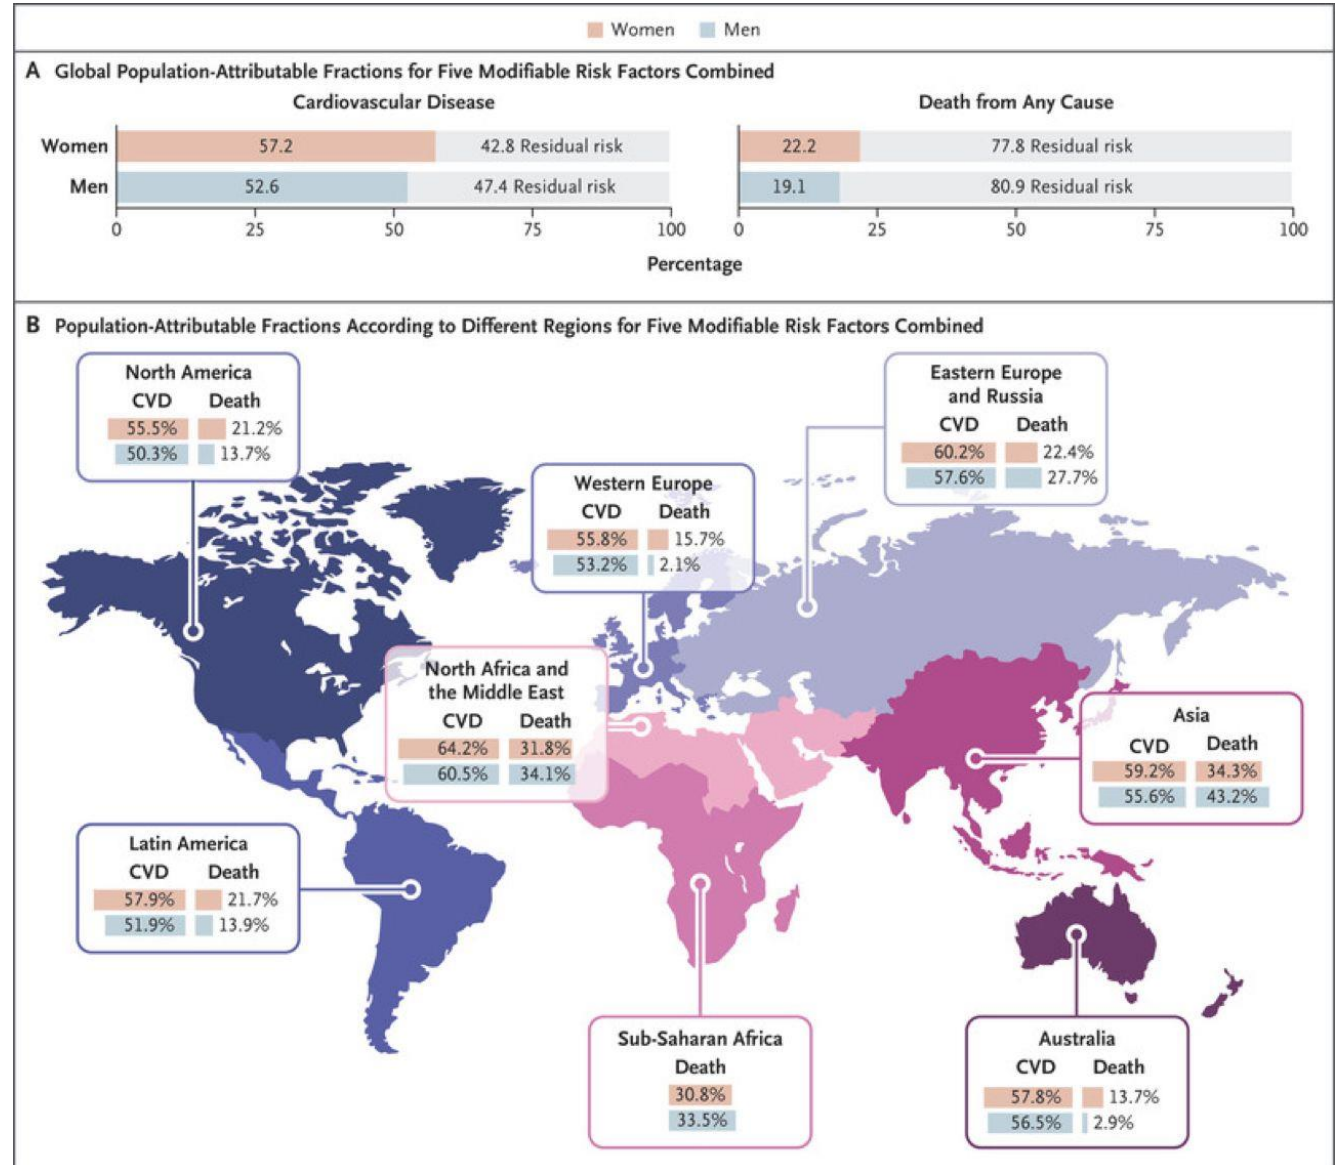 Women Men
A Global Population-Attributable Fractions for Five Modifiable Risk Factors Combined
Cardiovascular Disease
Women 57.2 42.8 Residual risk
Men 52.6 47.4 Residual risk
0 25 50 75 100
Death from Any Cause
22.2 77.8 Residual risk
19.1 80.9 Residual risk
0 25 50 75 100
Percentage
B Population-Attributable Fractions According to Different Regions for Five Modifiable Risk Factors Combined
North America
CVD Death
55.5% 21.2%
50.3% 13.7%
Eastern Europe
and Russia
CVD Death
60.2% 22.4%
57.6% 27.7%
Western Europe
CVD Death
55.8% 15.7%
53.2% 2.1%
North Africa and
the Middle East
CVD Death
64.2% 31.8%
60.5% 34.1%
Asia
CVD Death
59.2% 34.3%
55.6% 43.2%
Latin America
CVD Death
57.9% 21.7%
51.9% 13.9%
Sub-Saharan Africa
Death
30.8%
33.5%
Australia
CVD Death
57.8% 13.7%
56.5% 2.9%